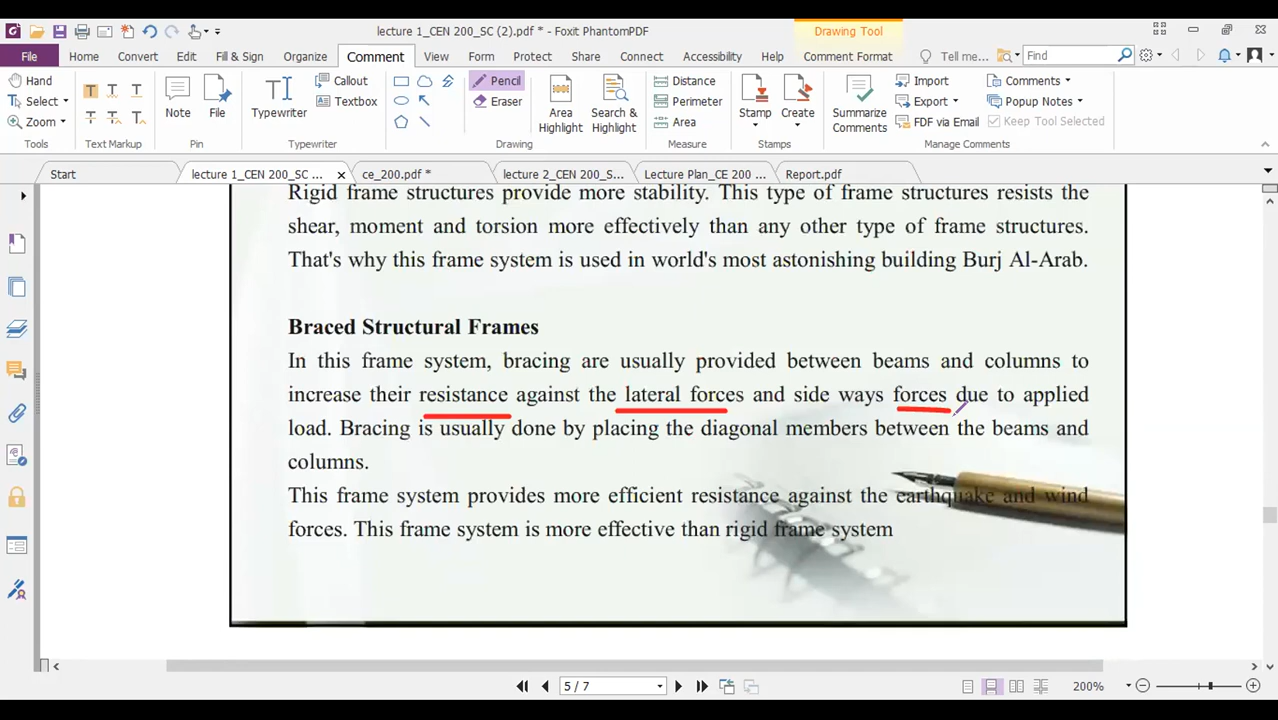 lecture 1_CEN 200_SC (2).pdf * - Foxit PhantomPDF
Drawing Tool
File Home Convert Edit Fill & Sign Organize Comment View Form Protect Share Connect Accessibility Help Comment Format Tell me... Find
Hand
Select
Zoom
Tools
Text Markup
Note
File
Pin
Typewriter
Callout
Textbox
Typewriter
Pencil
Eraser
Area Highlight
Search & Highlight
Drawing
Distance
Perimeter
Area
Measure
Stamp
Create
Stamps
Summarize Comments
Import
Export
FDF via Email
Comments
Popup Notes
Keep Tool Selected
Manage Comments
Start lecture 1_CEN 200_SC ... ce_200.pdf * lecture 2_CEN 200_S... Lecture Plan_CE 200 ... Report.pdf
Rigid frame structures provide more stability. This type of frame structures resists the
shear, moment and torsion more effectively than any other type of frame structures.
That's why this frame system is used in world's most astonishing building Burj Al-Arab.
Braced Structural Frames
In this frame system, bracing are usually provided between beams and columns to
increase their resistance against the lateral forces and side ways forces due to applied
load. Bracing is usually done by placing the diagonal members between the beams and
columns.
This frame system provides more efficient resistance against the earthquake and wind
forces. This frame system is more effective than rigid frame system
5 / 7
200%